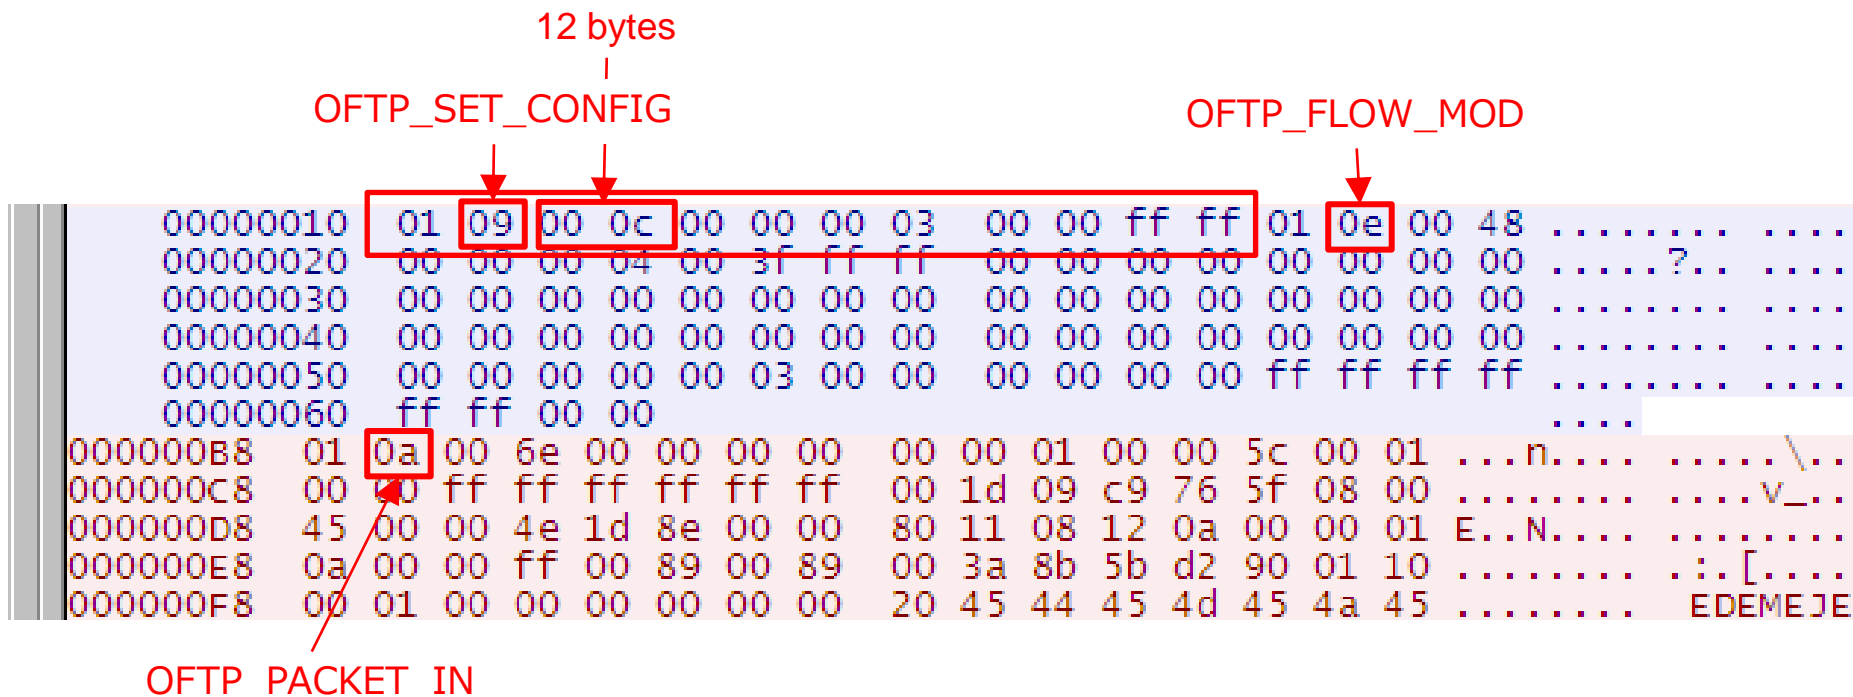 12 bytes
OFTP_SET_CONFIG
OFTP_FLOW_MOD
00000010 01 09 00 0c 00 00 00 03 00 00 ff ff 01 0e 00 48 ........ ....
00000020 00 00 00 04 00 3f ff ff 00 00 00 00 00 00 00 00 .....?.. ....
00000030 00 00 00 00 00 00 00 00 00 00 00 00 00 00 00 00 ........ ....
00000040 00 00 00 00 00 00 00 00 00 00 00 00 00 00 00 00 ........ ....
00000050 00 00 00 00 00 03 00 00 00 00 00 00 ff ff ff ff ........ ....
00000060 ff ff 00 00 ....
000000B8 01 0a 00 6e 00 00 00 00 00 00 01 00 00 5c 00 01 ...n.... .....\..
000000C8 00 00 ff ff ff ff ff ff 00 1d 09 c9 76 5f 08 00 ........ ....v_..
000000D8 45 00 00 4e 1d 8e 00 00 80 11 08 12 0a 00 00 01 E..N.... ........
000000E8 0a 00 00 ff 00 89 00 89 00 3a 8b 5b d2 90 01 10 ........ .:.[....
000000F8 00 01 00 00 00 00 00 00 20 45 44 45 4d 45 4a 45 ........ EDEMEJE
OFTP_PACKET_IN